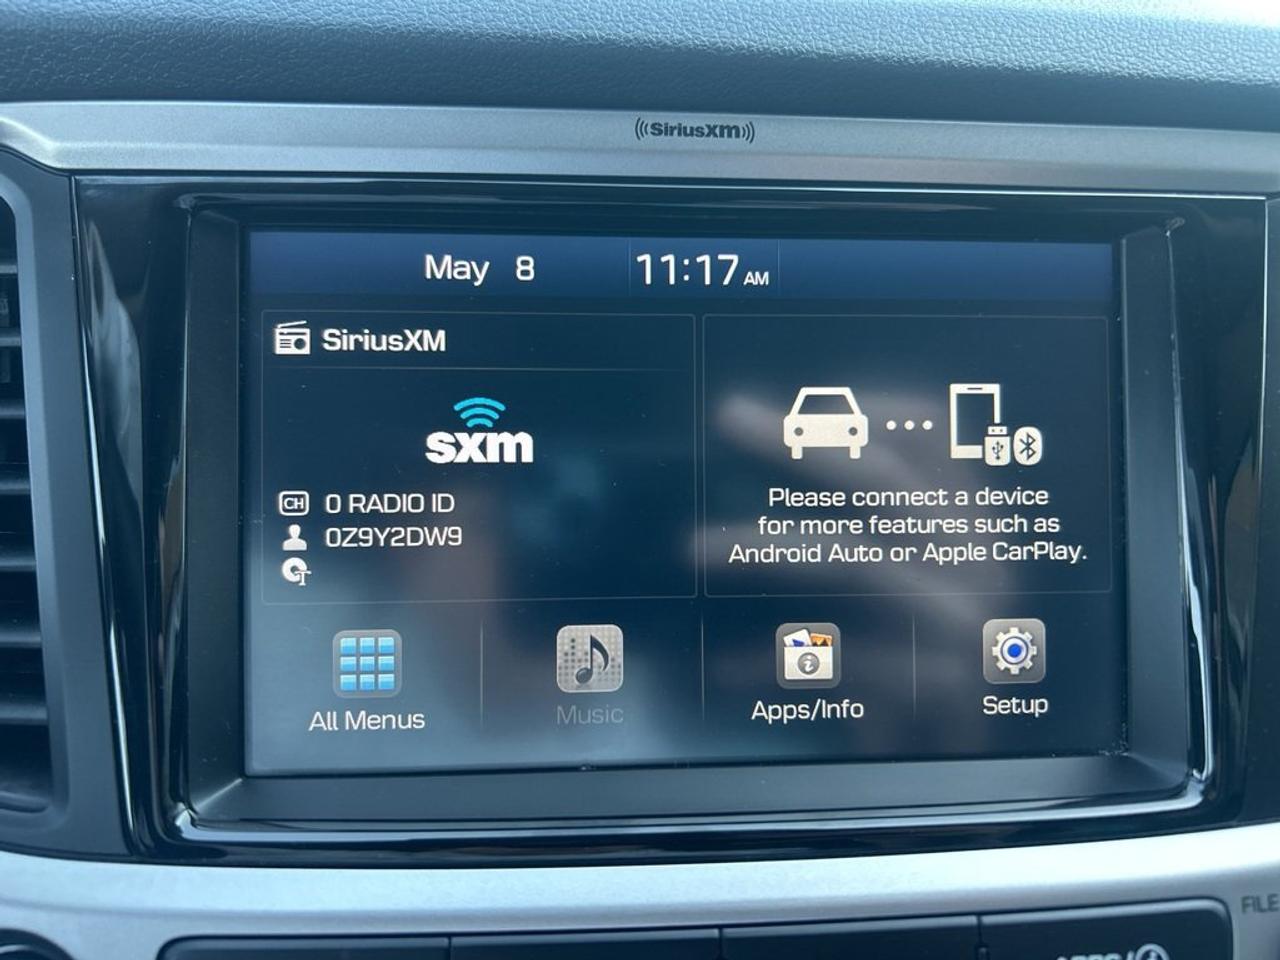 SiriusXM
May 8 11:17 AM
SiriusXM
sxm
CH 0 RADIO ID
0Z9Y2DW9
T
Please connect a device
for more features such as
Android Auto or Apple CarPlay.
i
All Menus
Music
Apps/Info
Setup
FILE